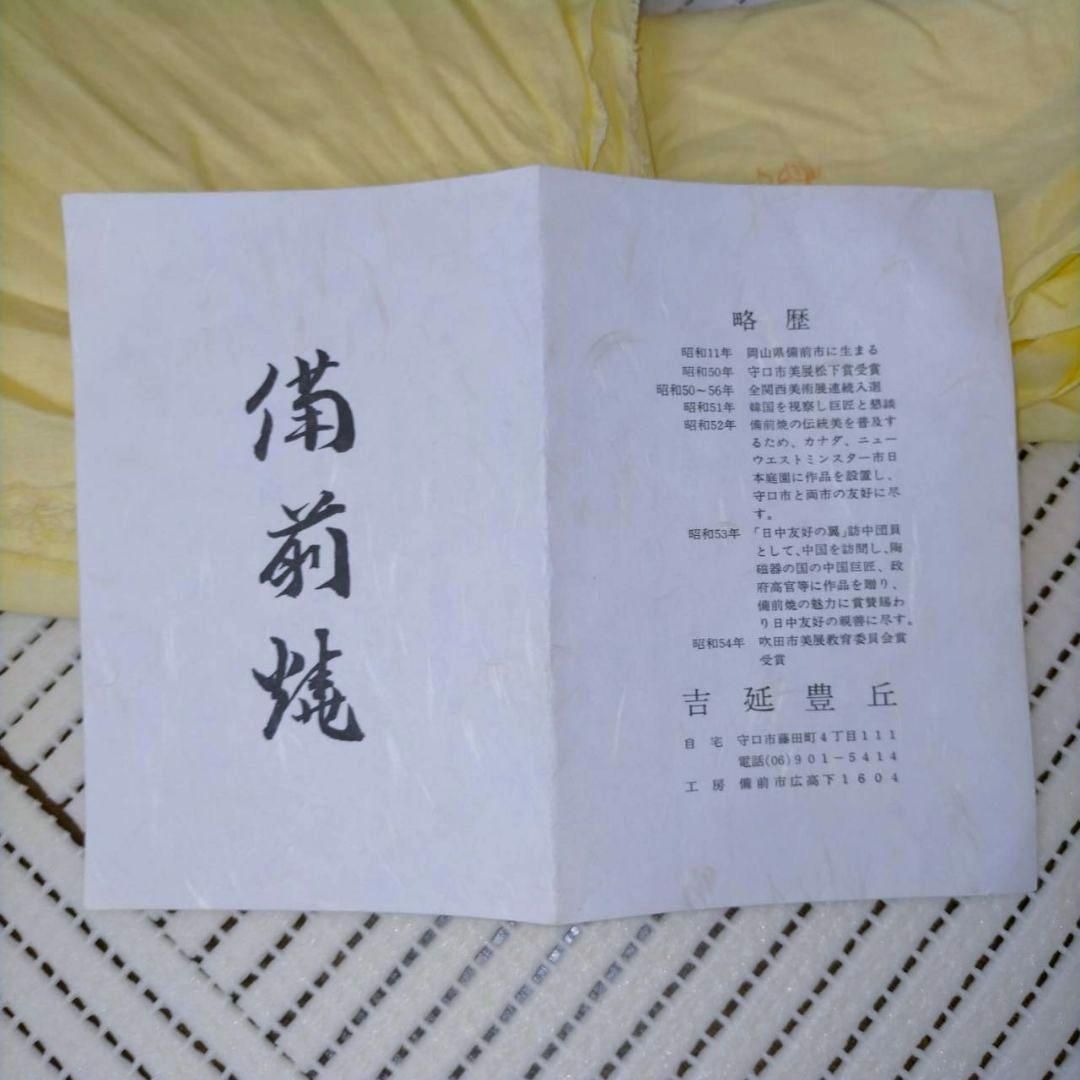 備前燒
略歴
昭和11年 岡山県備前市に生まる
昭和50年 守口市美展松下賞受賞
昭和50〜56年 全関西美術展連続入選
昭和51年 韓国を視察し巨匠と懇談
昭和52年 備前焼の伝統美を普及す
るため、カナダ、ニュー
ウエストミンスター市日
本庭園に作品を設置し、
守口市と両市の友好に尽
す。
昭和53年 「日中友好の翼」訪中団員
として、中国を訪問し、陶
磁器の国の中国巨匠、政
府高官等に作品を贈り、
備前焼の魅力に賞賛賜わ
り日中友好の親善に尽す。
昭和54年 吹田市美展教育委員会賞
受賞
吉延豊丘
自宅 守口市藤田町4丁目111
電話(06)901-5414
工房 備前市広高下1604